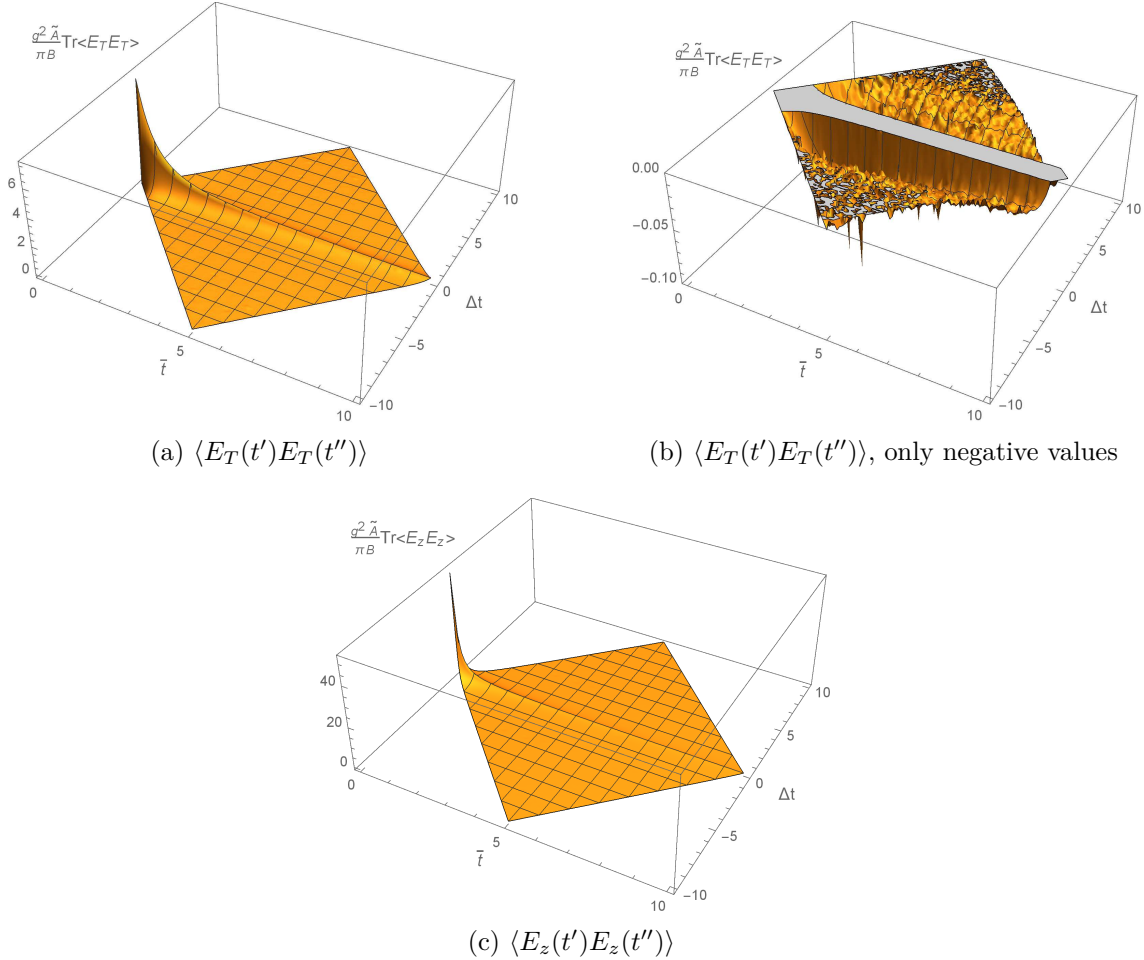 g² Ã/πB Tr<E_T E_T>
6
4
2
0
0
5
10
t̄
10
5
0
−5
−10
Δt
(a) ⟨E_T(t′)E_T(t″)⟩
g² Ã/πB Tr<E_T E_T>
0.00
−0.05
−0.10
0
5
10
t̄
10
5
0
−5
−10
Δt
(b) ⟨E_T(t′)E_T(t″)⟩, only negative values
g² Ã/πB Tr<E_z E_z>
40
20
0
0
5
10
t̄
10
5
0
−5
−10
Δt
(c) ⟨E_z(t′)E_z(t″)⟩